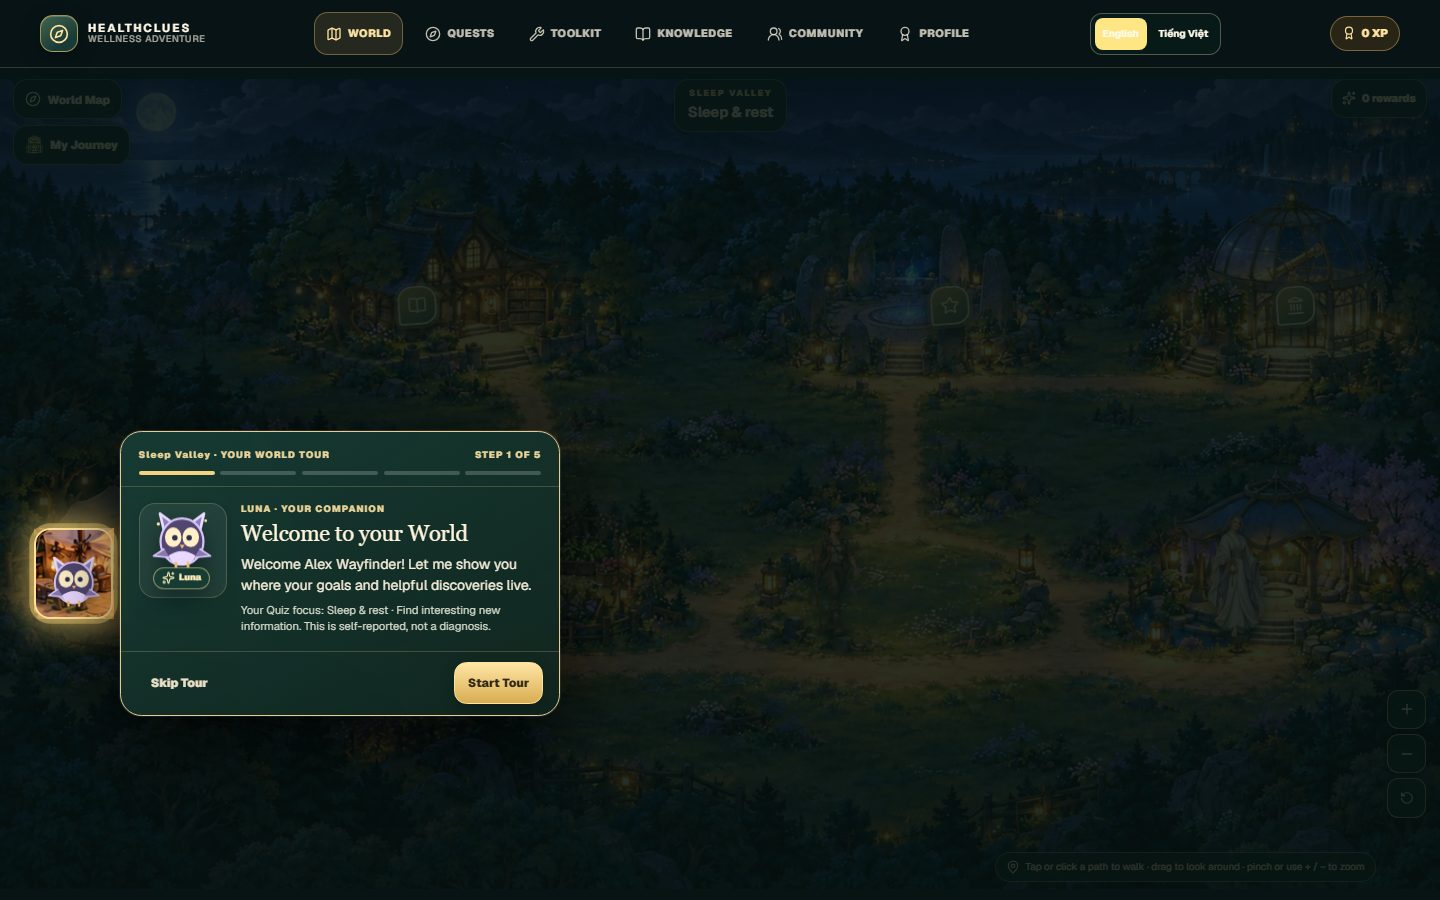 HEALTHCLUES
WELLNESS ADVENTURE
WORLD
QUESTS
TOOLKIT
KNOWLEDGE
COMMUNITY
PROFILE
English
Tiếng Việt
0 XP
World Map
My Journey
SLEEP VALLEY
Sleep & rest
0 rewards
Sleep Valley · YOUR WORLD TOUR
STEP 1 OF 5
LUNA · YOUR COMPANION
Welcome to your World
Welcome Alex Wayfinder! Let me show you
where your goals and helpful discoveries live.
Luna
Your Quiz focus: Sleep & rest · Find interesting new
information. This is self-reported, not a diagnosis.
Skip Tour
Start Tour
Tap or click a path to walk · drag to look around · pinch or use + / − to zoom